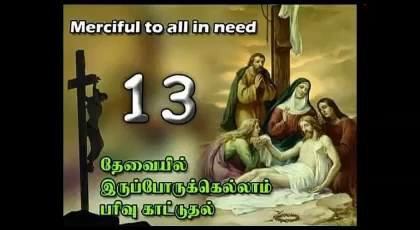 Merciful to all in need
13
தேவையில்
இருப்போருக்கெல்லாம்
பரிவு காட்டுதல்